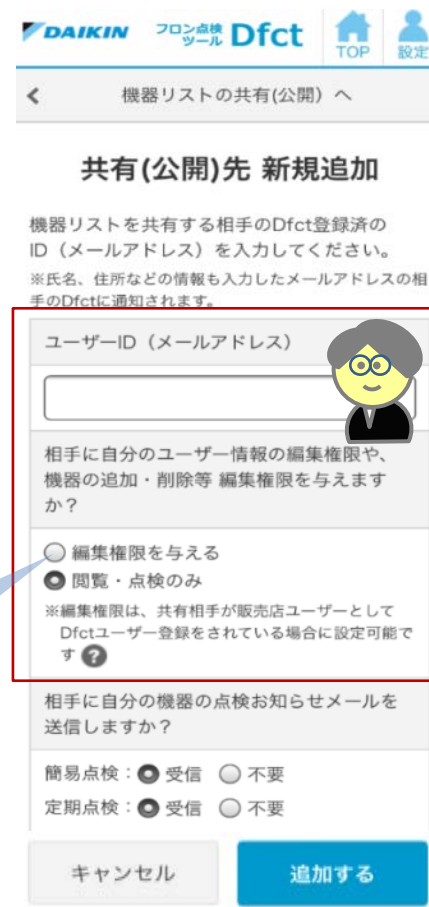 DAIKIN フロン点検ツール Dfct TOP 設定
< 機器リストの共有(公開) へ
共有(公開)先 新規追加
機器リストを共有する相手のDfct登録済の
ID（メールアドレス）を入力してください。
※氏名、住所などの情報も入力したメールアドレスの相
手のDfctに通知されます。
ユーザーID（メールアドレス）
相手に自分のユーザー情報の編集権限や、
機器の追加・削除等 編集権限を与えます
か？
編集権限を与える
閲覧・点検のみ
※編集権限は、共有相手が販売店ユーザーとして
Dfctユーザー登録をされている場合に設定可能で
す ?
相手に自分の機器の点検お知らせメールを
送信しますか？
簡易点検： 受信 不要
定期点検： 受信 不要
キャンセル 追加する